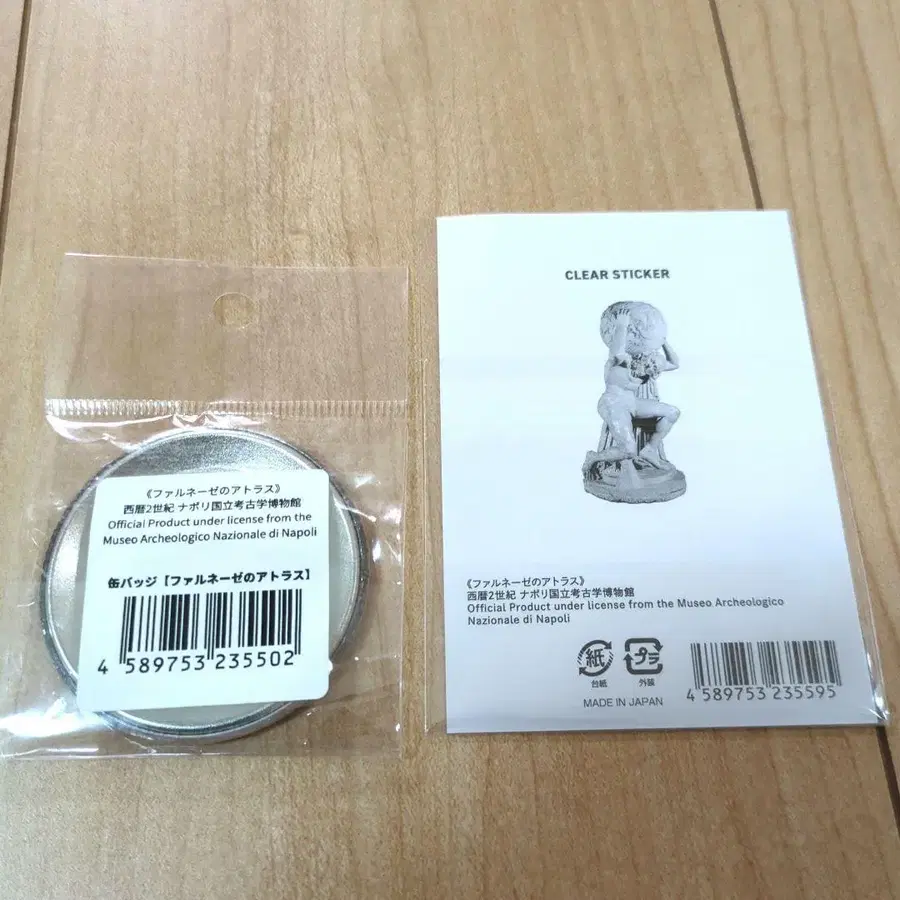 《ファルネーゼのアトラス》
西暦2世紀 ナポリ国立考古学博物館
Official Product under license from the
Museo Archeologico Nazionale di Napoli
缶バッジ【ファルネーゼのアトラス】
4 589753 235502
CLEAR STICKER
《ファルネーゼのアトラス》
西暦2世紀 ナポリ国立考古学博物館
Official Product under license from the Museo Archeologico
Nazionale di Napoli
紙 プラ
台紙 外装
MADE IN JAPAN
4 589753 235595